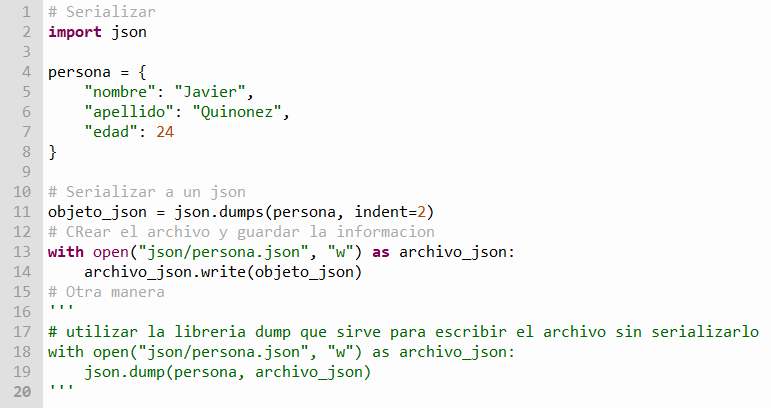 1 # Serializar
2 import json
3
4 persona = {
5     "nombre": "Javier",
6     "apellido": "Quinonez",
7     "edad": 24
8 }
9
10 # Serializar a un json
11 objeto_json = json.dumps(persona, indent=2)
12 # CRear el archivo y guardar la informacion
13 with open("json/persona.json", "w") as archivo_json:
14     archivo_json.write(objeto_json)
15 # Otra manera
16 '''
17 # utilizar la libreria dump que sirve para escribir el archivo sin serializarlo
18 with open("json/persona.json", "w") as archivo_json:
19     json.dump(persona, archivo_json)
20 '''